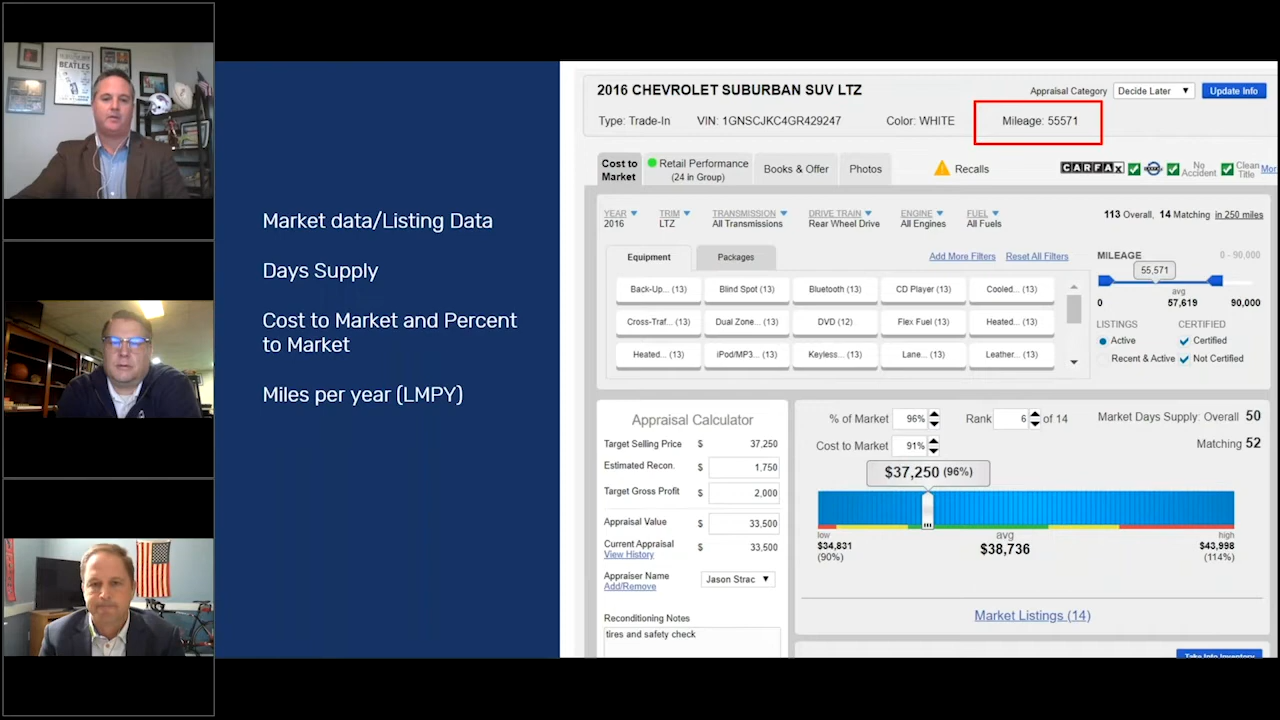 BEATLES
Market data/Listing Data
Days Supply
Cost to Market and Percent
to Market
Miles per year (LMPY)
2016 CHEVROLET SUBURBAN SUV LTZ
Appraisal Category Decide Later Update Info
Type: Trade-In VIN: 1GNSCJKC4GR429247 Color: WHITE Mileage: 55571
Cost to
Market
Retail Performance
(24 in Group)
Books & Offer
Photos
Recalls
CARFAX
No
Accident
Clean
Title
Mor
YEAR TRIM TRANSMISSION DRIVE TRAIN ENGINE FUEL
2016 LTZ All Transmissions Rear Wheel Drive All Engines All Fuels
113 Overall, 14 Matching in 250 miles
Equipment Packages Add More Filters Reset All Filters
Back-Up... (13) Blind Spot (13) Bluetooth (13) CD Player (13) Cooled... (13)
Cross-Traf... (13) Dual Zone... (13) DVD (12) Flex Fuel (13) Heated... (13)
Heated... (13) iPod/MP3... (13) Keyless... (13) Lane... (13) Leather... (13)
MILEAGE 0 - 90,000
55,571
avg
0 57,619 90,000
LISTINGS CERTIFIED
Active Certified
Recent & Active Not Certified
Appraisal Calculator
Target Selling Price $ 37,250
Estimated Recon. $ 1,750
Target Gross Profit $ 2,000
Appraisal Value $ 33,500
Current Appraisal $ 33,500
View History
Appraiser Name Jason Strac
Add/Remove
Reconditioning Notes
tires and safety check
% of Market 96% Rank 6 of 14 Market Days Supply: Overall 50
Cost to Market 91% Matching 52
$37,250 (96%)
low avg high
$34,831 $38,736 $43,998
(90%) (114%)
Market Listings (14)
Take Into Inventory